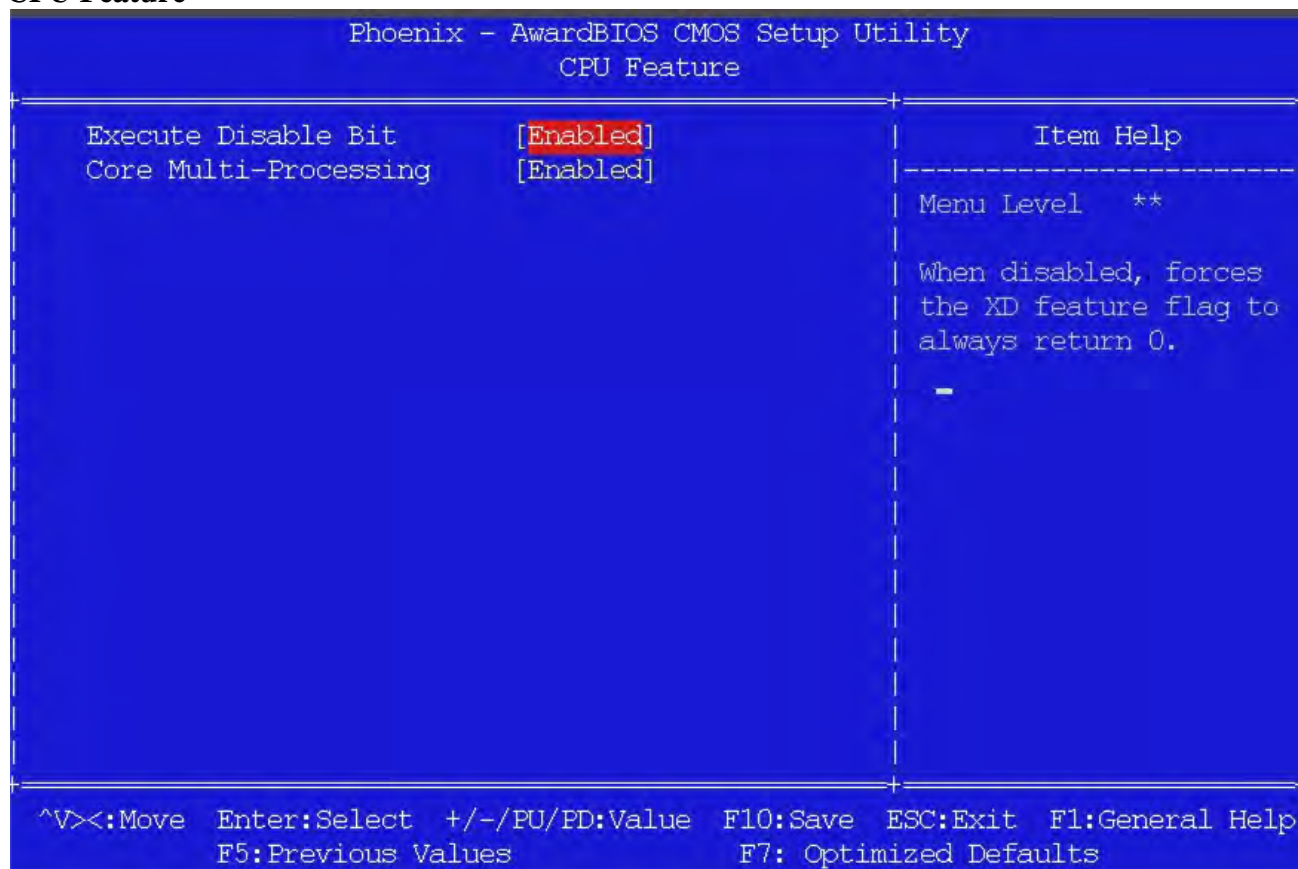 CPU Feature
Phoenix - AwardBIOS CMOS Setup Utility
CPU Feature
Execute Disable Bit [Enabled]
Core Multi-Processing [Enabled]
Item Help
Menu Level **
When disabled, forces
the XD feature flag to
always return 0.
^V><:Move Enter:Select +/-/PU/PD:Value F10:Save ESC:Exit F1:General Help
F5:Previous Values F7: Optimized Defaults